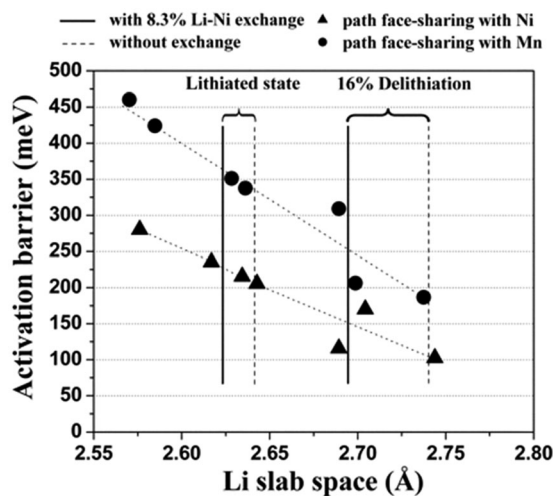 with 8.3% Li-Ni exchange ▲ path face-sharing with Ni
without exchange ● path face-sharing with Mn
Lithiated state 16% Delithiation
Activation barrier (meV)
500
450
400
350
300
250
200
150
100
50
0
2.55 2.60 2.65 2.70 2.75 2.80
Li slab space (Å)